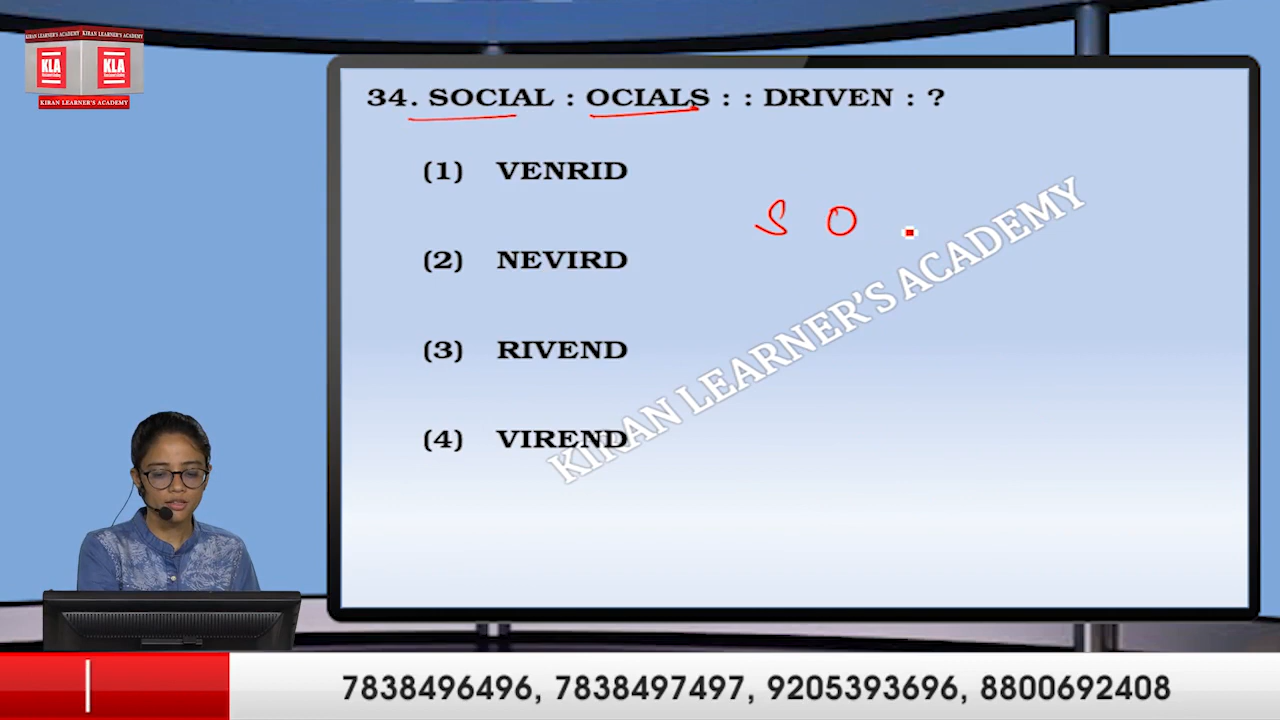 KIRAN LEARNER'S ACADEMY KIRAN LEARNER'S ACADEMY
KLA KLA
KIRAN LEARNER'S ACADEMY
34. SOCIAL : OCIALS : : DRIVEN : ?
(1) VENRID
S O
(2) NEVIRD
(3) RIVEND
(4) VIREND
KIRAN LEARNER'S ACADEMY
7838496496, 7838497497, 9205393696, 8800692408